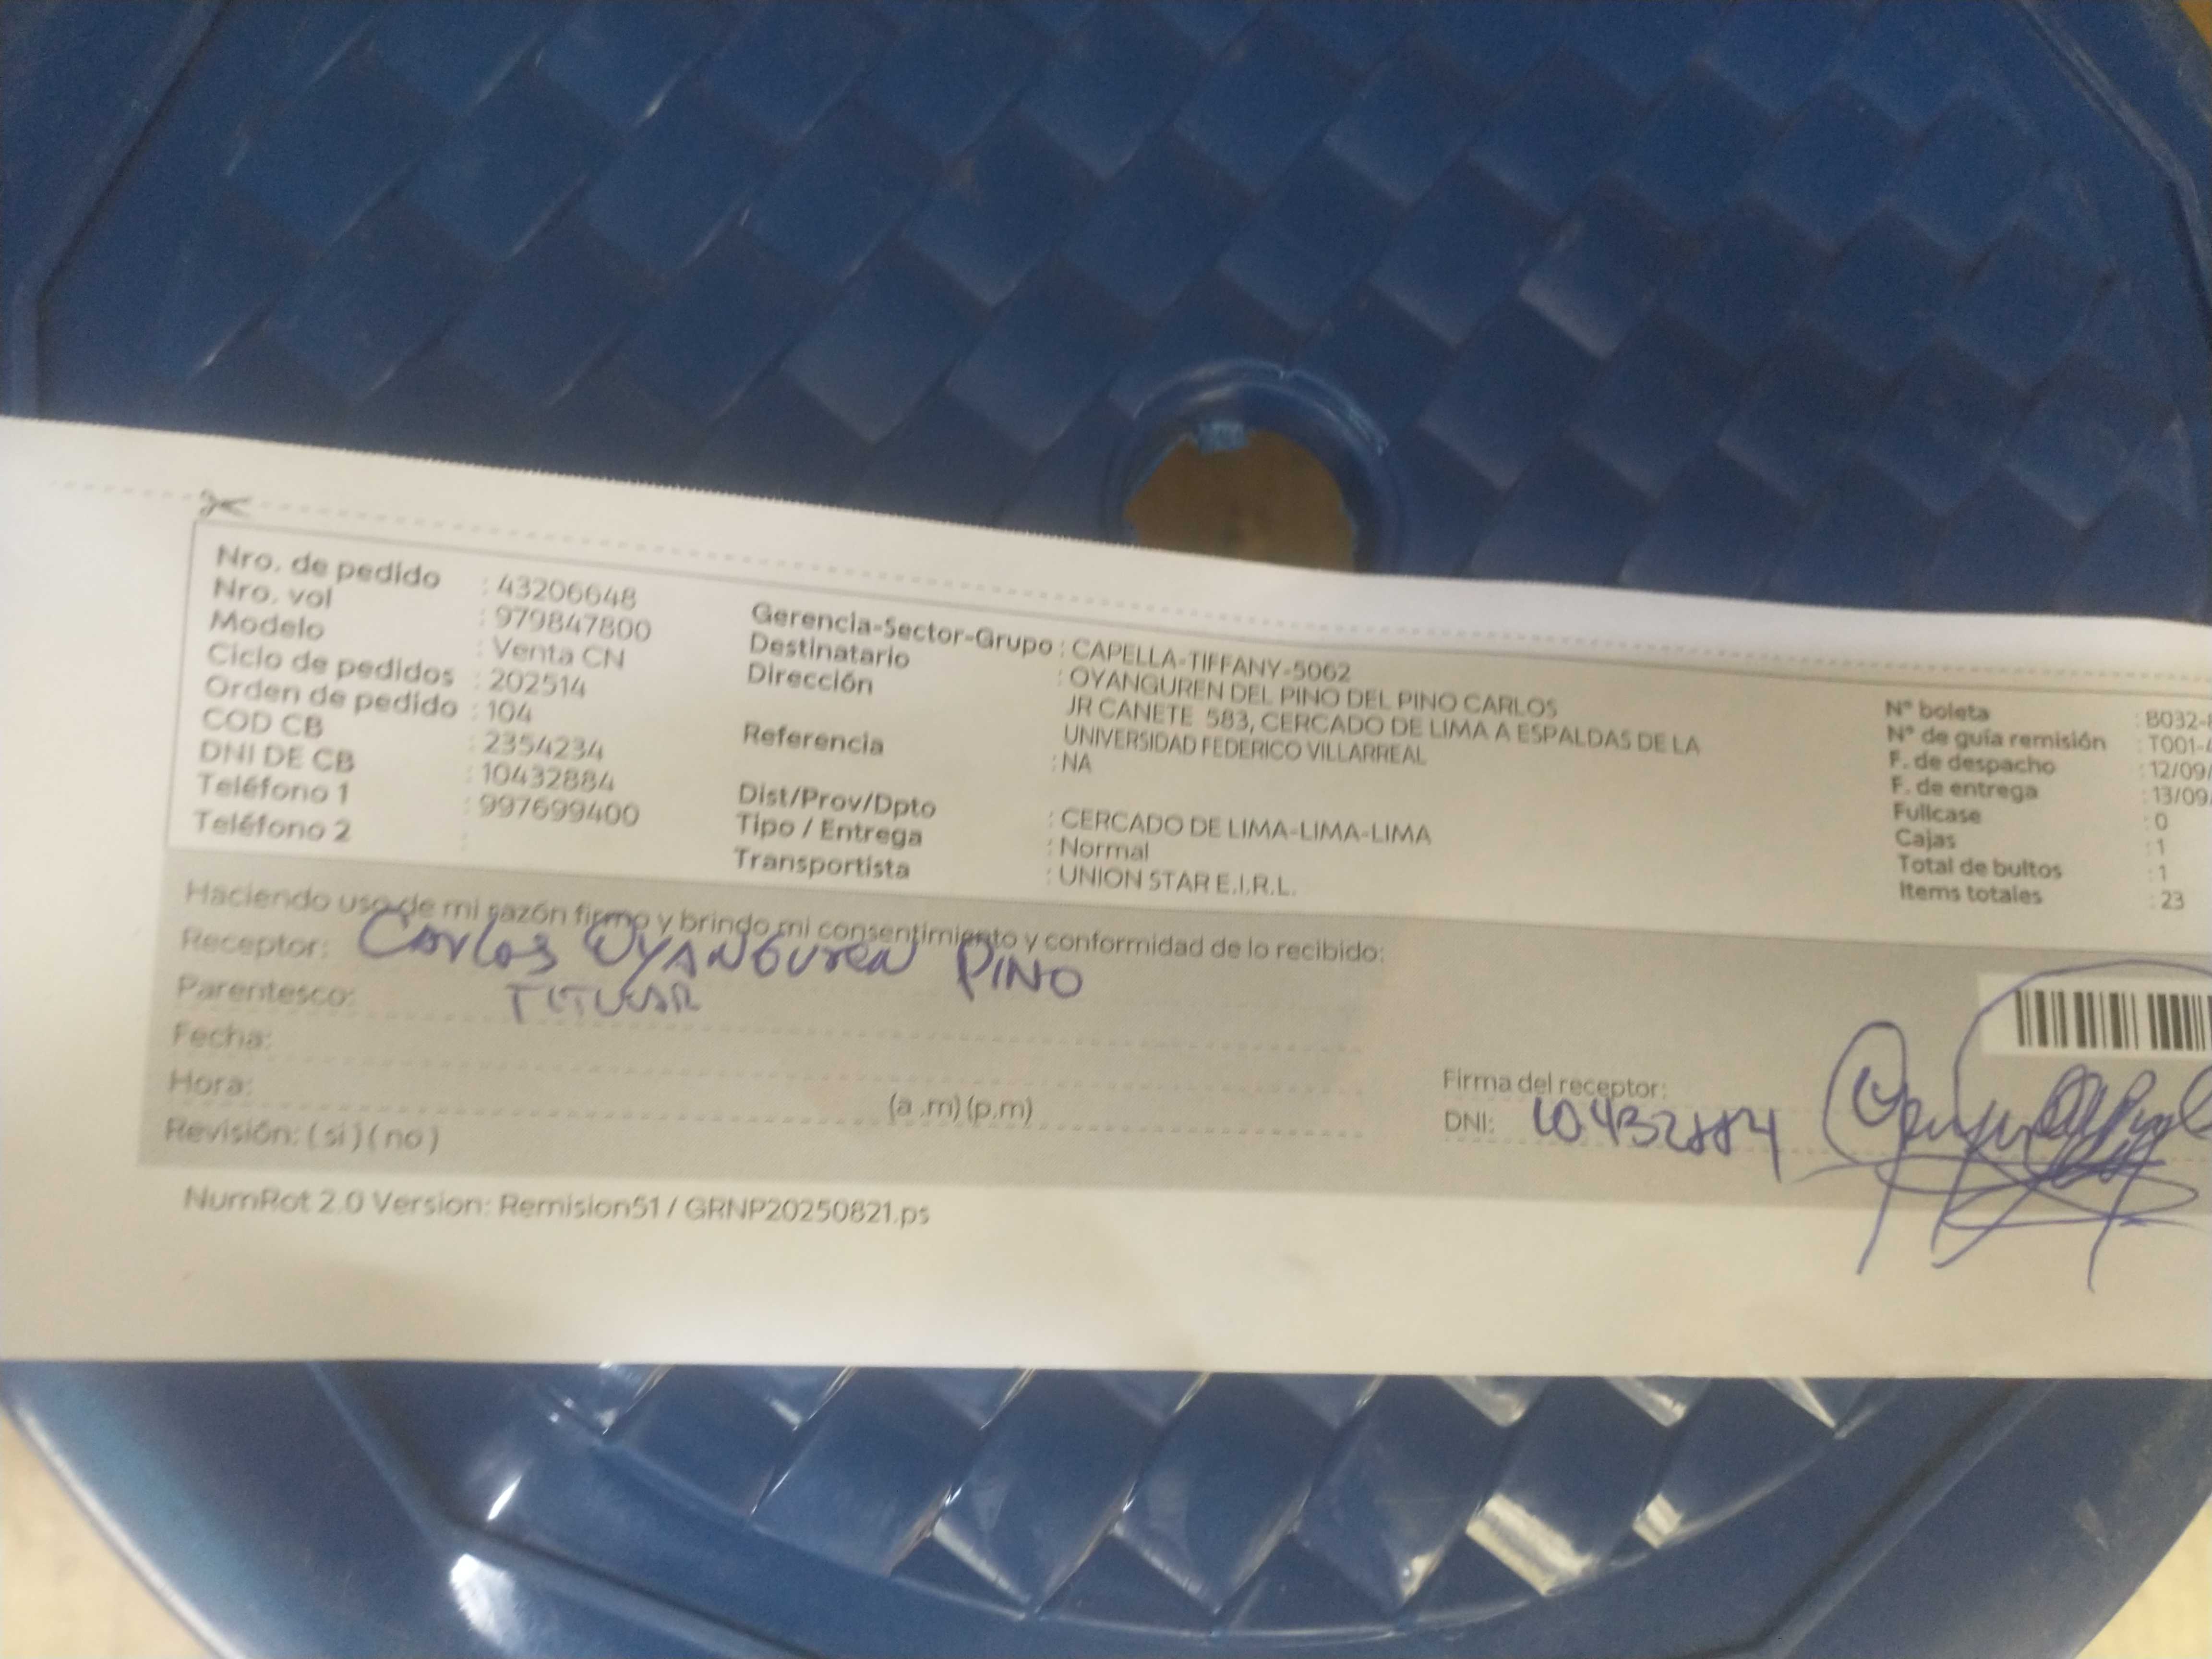 Nro. de pedido : 43206648
Nro. vol : 979847800
Modelo : Venta CN
Ciclo de pedidos : 202514
Orden de pedido : 104
COD CB : 2354234
DNI DE CB : 10432884
Teléfono 1 : 997699400
Teléfono 2 :
Gerencia-Sector-Grupo : CAPELLA-TIFFANY-5062
Destinatario : OYANGUREN DEL PINO DEL PINO CARLOS
Dirección : JR CANETE 583, CERCADO DE LIMA A ESPALDAS DE LA
UNIVERSIDAD FEDERICO VILLARREAL
Referencia : NA
Dist/Prov/Dpto : CERCADO DE LIMA-LIMA-LIMA
Tipo / Entrega : Normal
Transportista : UNION STAR E.I.R.L.
N° boleta : B032-
N° de guía remisión : T001-
F. de despacho : 12/09/
F. de entrega : 13/09
Fullcase : 0
Cajas : 1
Total de bultos : 1
Items totales : 23
Haciendo uso de mi razón firmo y brindo mi consentimiento y conformidad de lo recibido:
Receptor: Carlos OYANGUREN PINO
Parentesco: TITULAR
Fecha:
Hora: (a .m) (p.m)
Revisión: ( si ) ( no )
Firma del receptor:
DNI: 10432884
NumRot 2.0 Version: Remision51 / GRNP20250821.ps